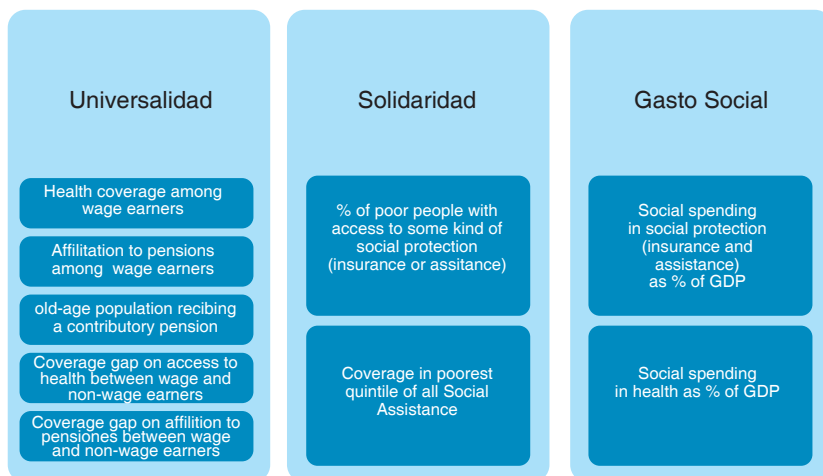 Universalidad
Health coverage among
wage earners
Affilitation to pensions
among wage earners
old-age population recibing
a contributory pension
Coverage gap on access to
health between wage and
non-wage earners
Coverage gap on affilition to
pensiones between wage
and non-wage earners
Solidaridad
% of poor people with
access to some kind of
social protection
(insurance or assitance)
Coverage in poorest
quintile of all Social
Assistance
Gasto Social
Social spending
in social protection
(insurance and
assistance)
as % of GDP
Social spending
in health as % of GDP